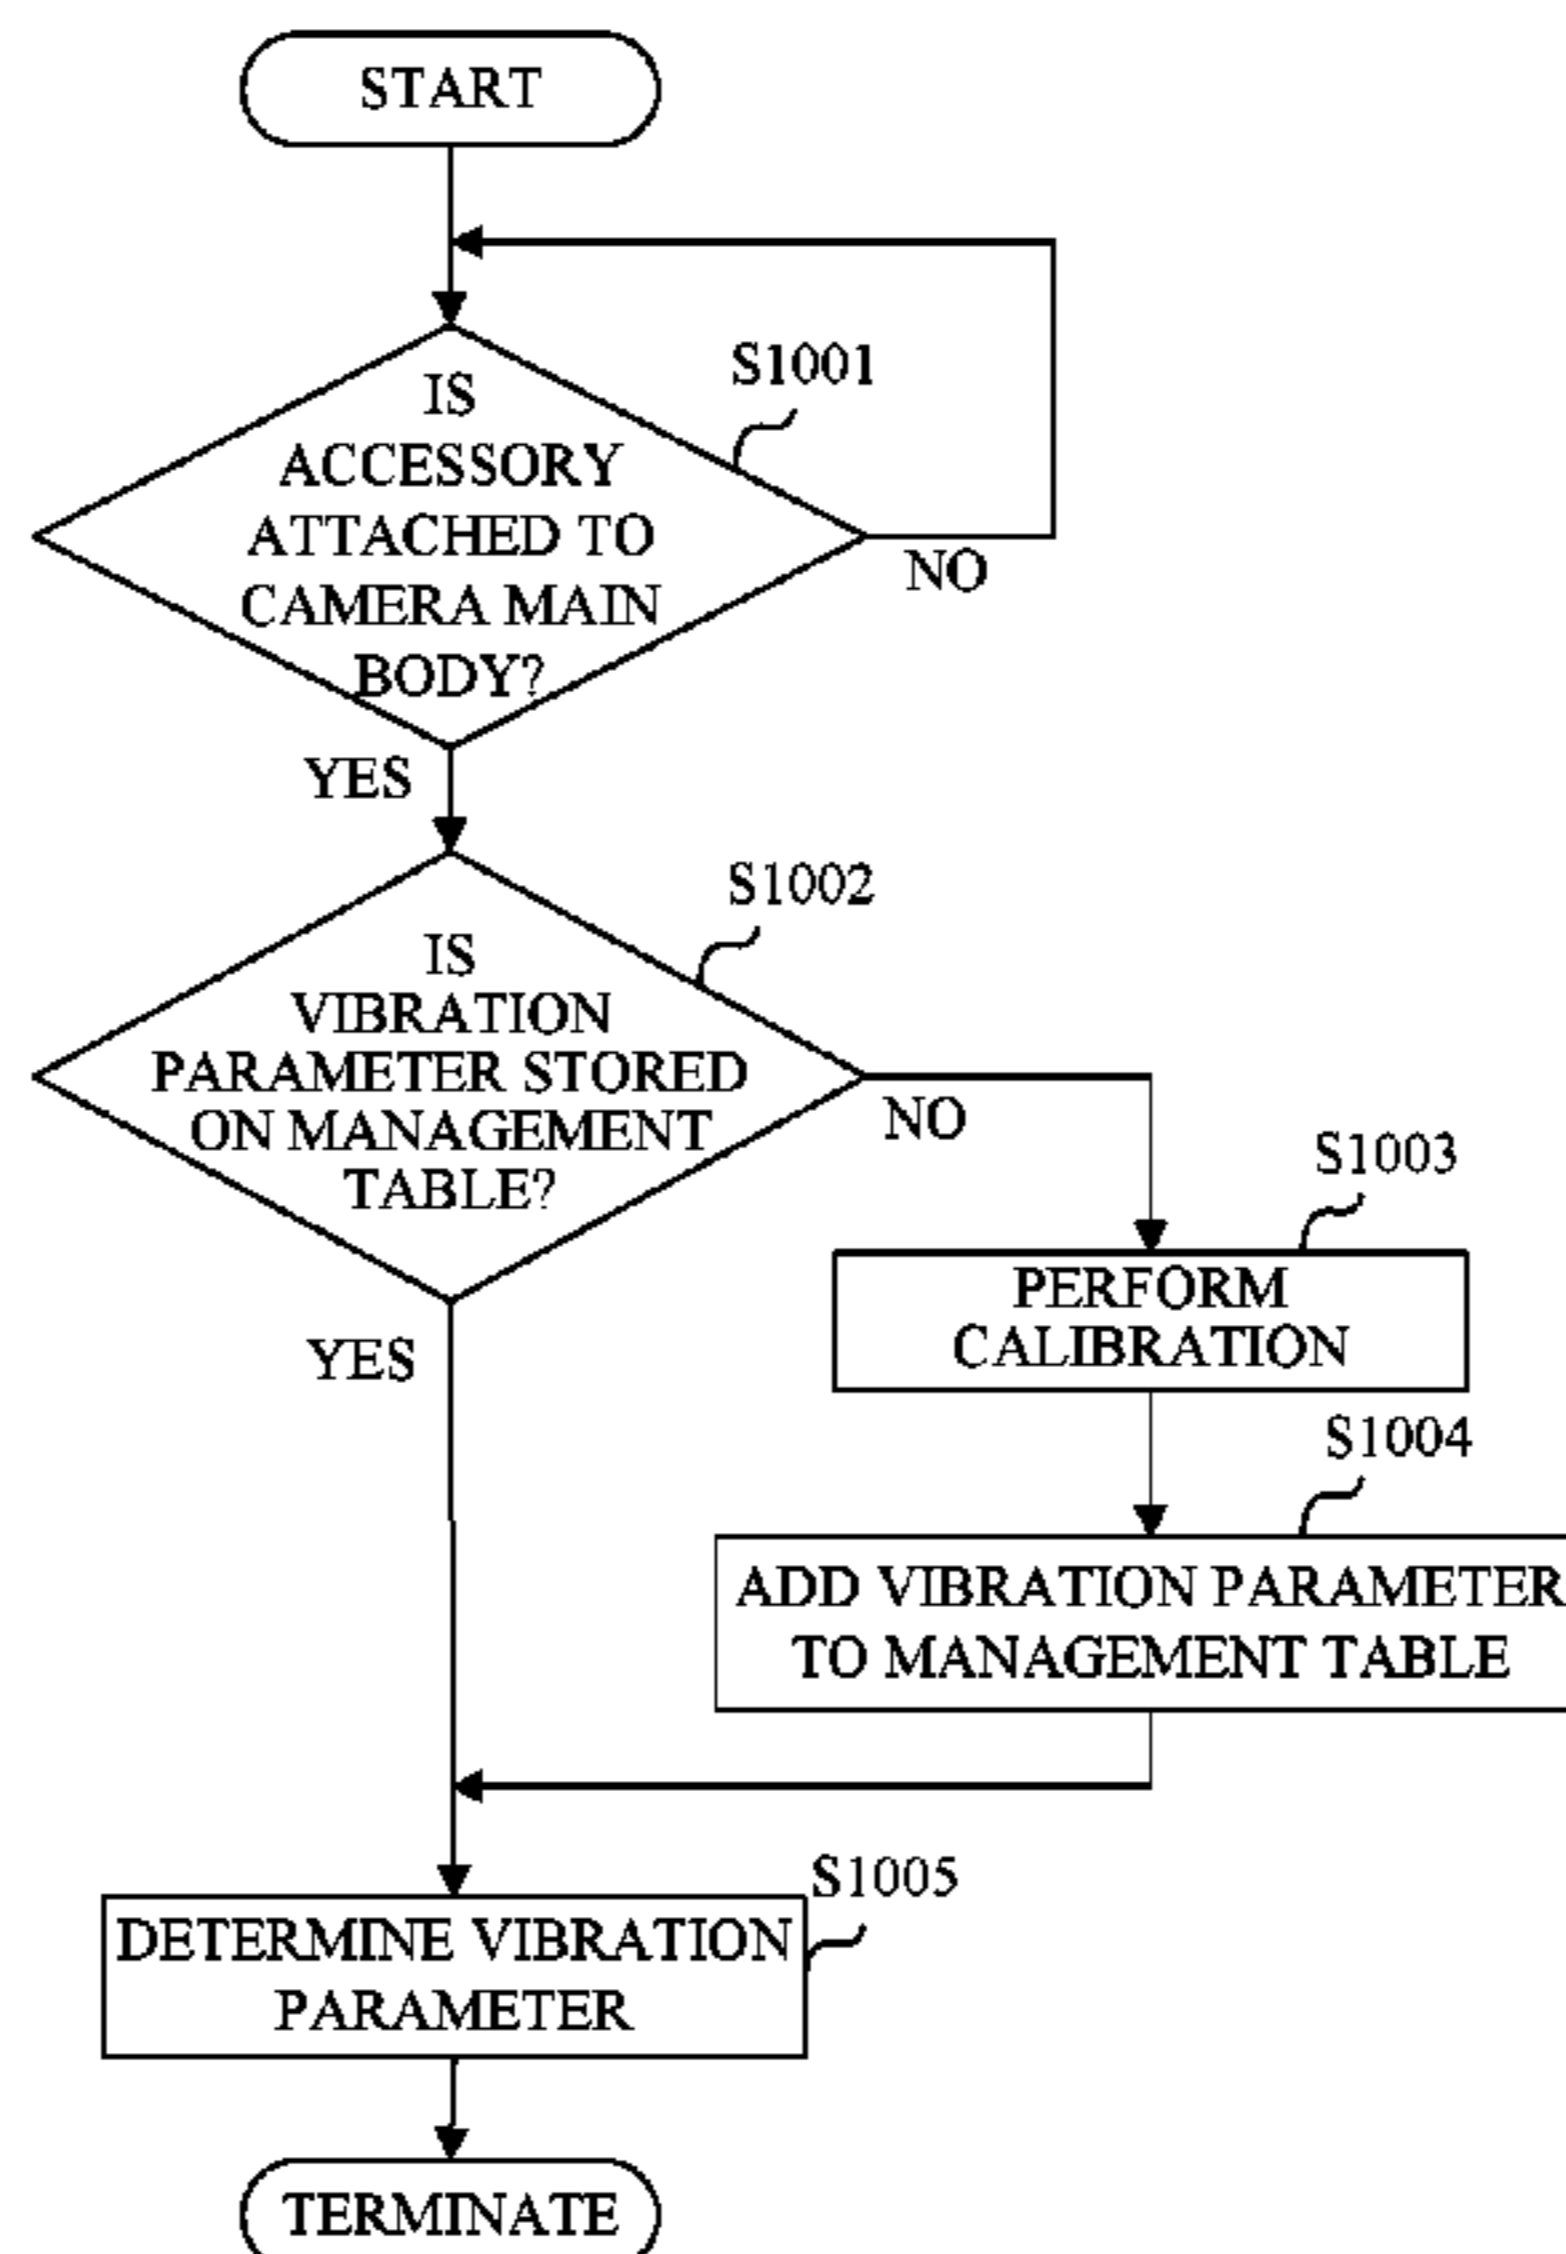 START
S1001
IS
ACCESSORY
ATTACHED TO
CAMERA MAIN
BODY?
NO
YES
S1002
IS
VIBRATION
PARAMETER STORED
ON MANAGEMENT
TABLE?
NO
YES
S1003
PERFORM
CALIBRATION
S1004
ADD VIBRATION PARAMETER
TO MANAGEMENT TABLE
S1005
DETERMINE VIBRATION
PARAMETER
TERMINATE